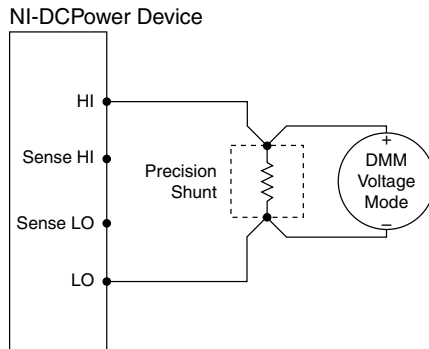 NI-DCPower Device
HI
Sense HI
Sense LO
LO
Precision
Shunt
+
DMM
Voltage
Mode
–